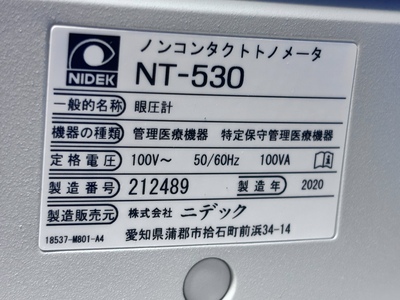 NIDEK
ノンコンタクトトノメータ
NT-530
一般的名称 眼圧計
機器の種類 管理医療機器 特定保守管理医療機器
定格電圧 100V～ 50/60Hz 100VA
製造番号 212489 製造年 2020
製造販売元 株式会社 ニデック
愛知県蒲郡市拾石町前浜34-14
18537-M801-A4